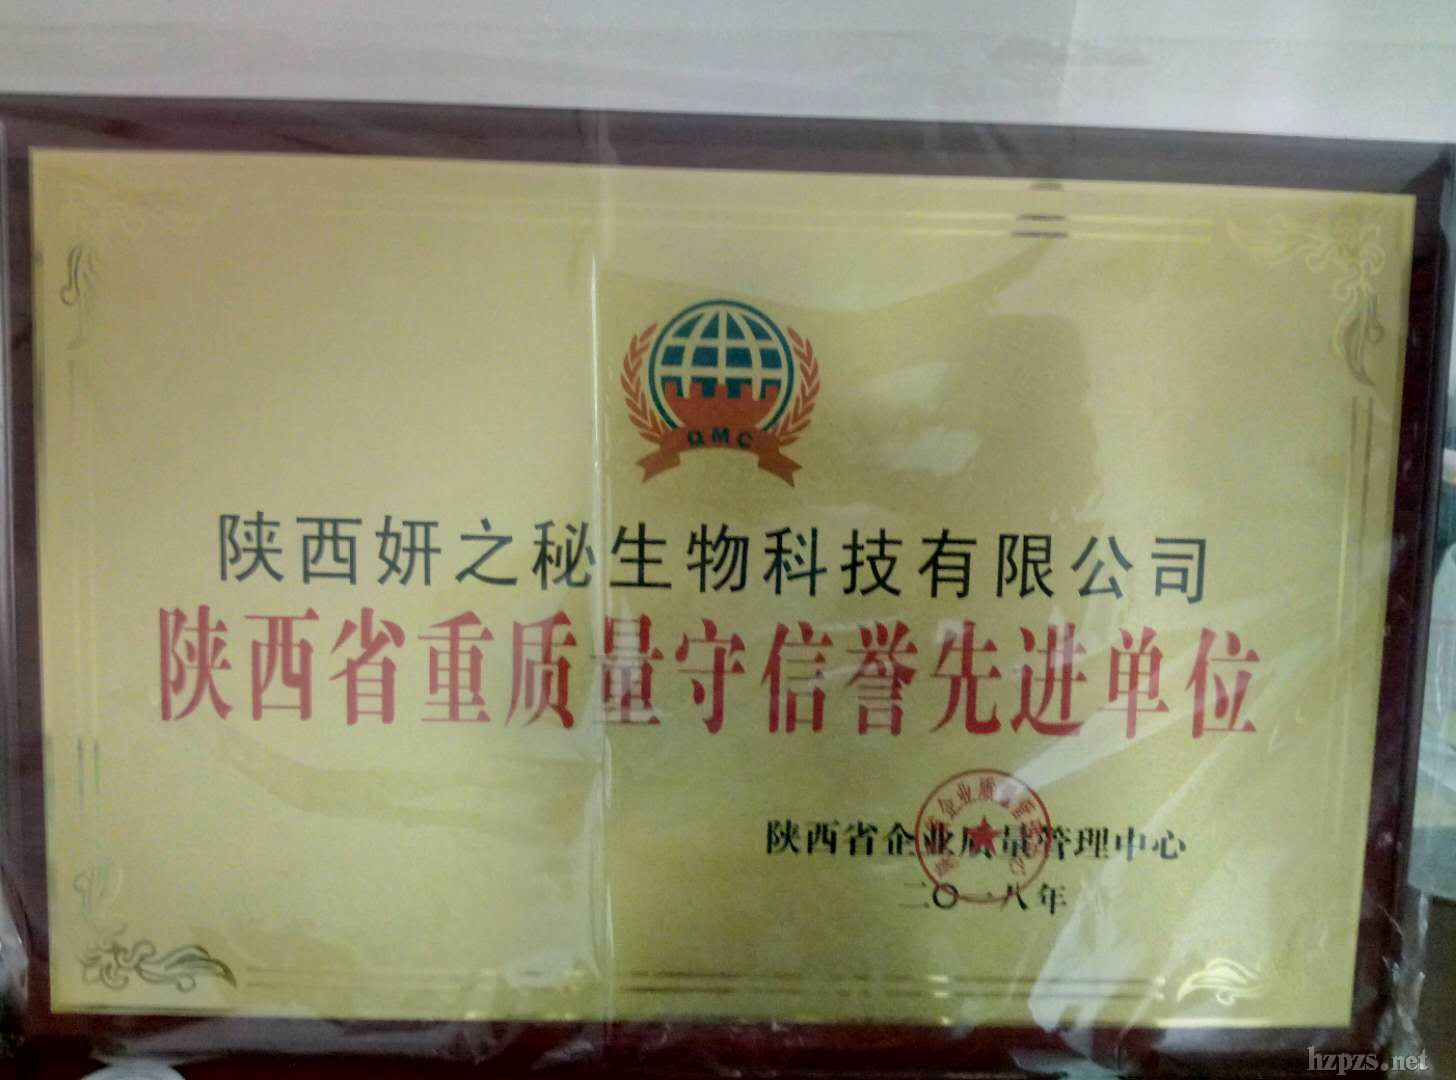 QMC
陕西妍之秘生物科技有限公司
陕西省重质量守信誉先进单位
陕西省企业质量管理中心
二〇一八年
hzpzs.net